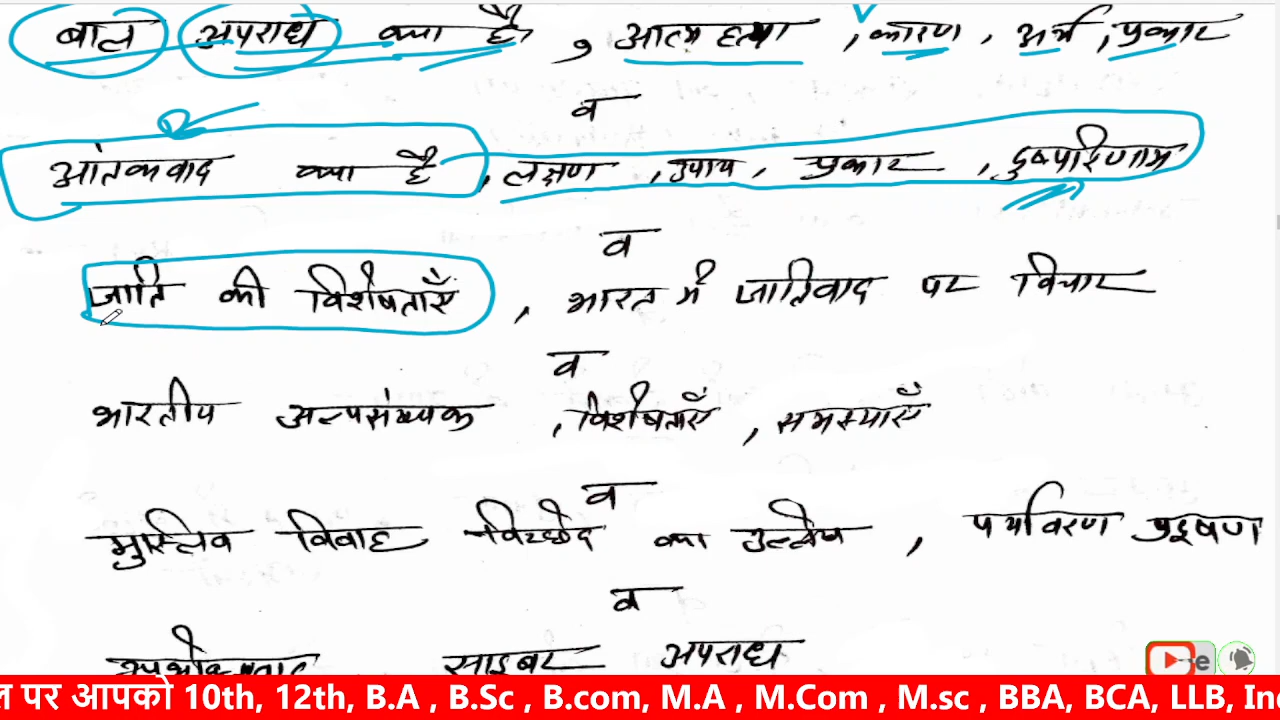 बाल अपराध क्या है, आत्महत्या, कारण, अर्थ, प्रकार
व
आंतकवाद क्या है, लक्षण, उपाय, प्रकार, दुष्परिणाम
व
जाति की विशेषताएँ, भारत में जातिवाद पर विचार
व
भारतीय अल्पसंख्यक, विशेषताएँ, समस्याएँ
व
मुस्लिम विवाह विच्छेद का उल्लेख, पर्यावरण प्रदूषण
व
साइबर अपराध
ल पर आपको 10th, 12th, B.A , B.Sc , B.com, M.A , M.Com , M.sc , BBA, BCA, LLB,